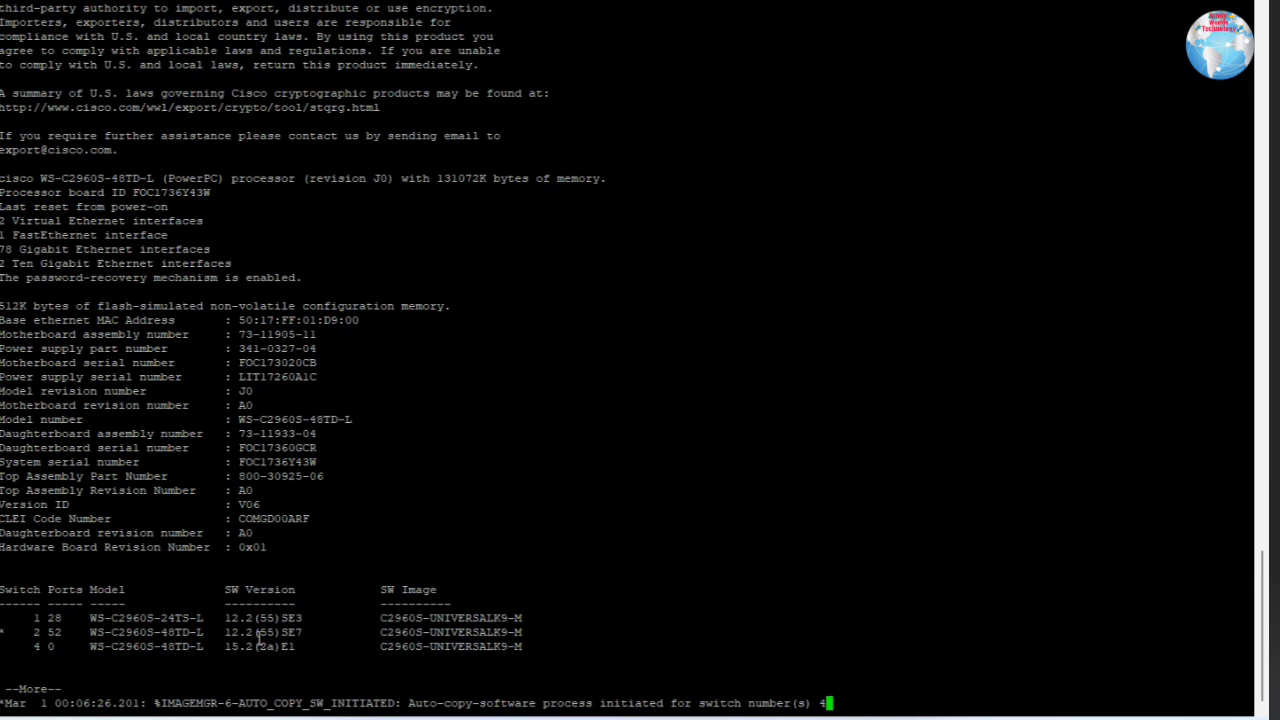 third-party authority to import, export, distribute or use encryption.
Importers, exporters, distributors and users are responsible for
compliance with U.S. and local country laws. By using this product you
agree to comply with applicable laws and regulations. If you are unable
to comply with U.S. and local laws, return this product immediately.
A summary of U.S. laws governing Cisco cryptographic products may be found at:
http://www.cisco.com/wwl/export/crypto/tool/stqrg.html
If you require further assistance please contact us by sending email to
export@cisco.com.
cisco WS-C2960S-48TD-L (PowerPC) processor (revision J0) with 131072K bytes of memory.
Processor board ID FOC1736Y43W
Last reset from power-on
2 Virtual Ethernet interfaces
1 FastEthernet interface
78 Gigabit Ethernet interfaces
2 Ten Gigabit Ethernet interfaces
The password-recovery mechanism is enabled.
512K bytes of flash-simulated non-volatile configuration memory.
Base ethernet MAC Address : 50:17:FF:01:D9:00
Motherboard assembly number : 73-11905-11
Power supply part number : 341-0327-04
Motherboard serial number : FOC173020CB
Power supply serial number : LIT17260A1C
Model revision number : J0
Motherboard revision number : A0
Model number : WS-C2960S-48TD-L
Daughterboard assembly number : 73-11933-04
Daughterboard serial number : FOC17360GCR
System serial number : FOC1736Y43W
Top Assembly Part Number : 800-30925-06
Top Assembly Revision Number : A0
Version ID : V06
CLEI Code Number : COMGD00ARF
Daughterboard revision number : A0
Hardware Board Revision Number : 0x01
Switch Ports Model SW Version SW Image
------ ----- ----- ---------- ----------
1 28 WS-C2960S-24TS-L 12.2(55)SE3 C2960S-UNIVERSALK9-M
* 2 52 WS-C2960S-48TD-L 12.2(55)SE7 C2960S-UNIVERSALK9-M
4 0 WS-C2960S-48TD-L 15.2(2a)E1 C2960S-UNIVERSALK9-M
--More--
*Mar 1 00:06:26.201: %IMAGEMGR-6-AUTO_COPY_SW_INITIATED: Auto-copy-software process initiated for switch number(s) 4